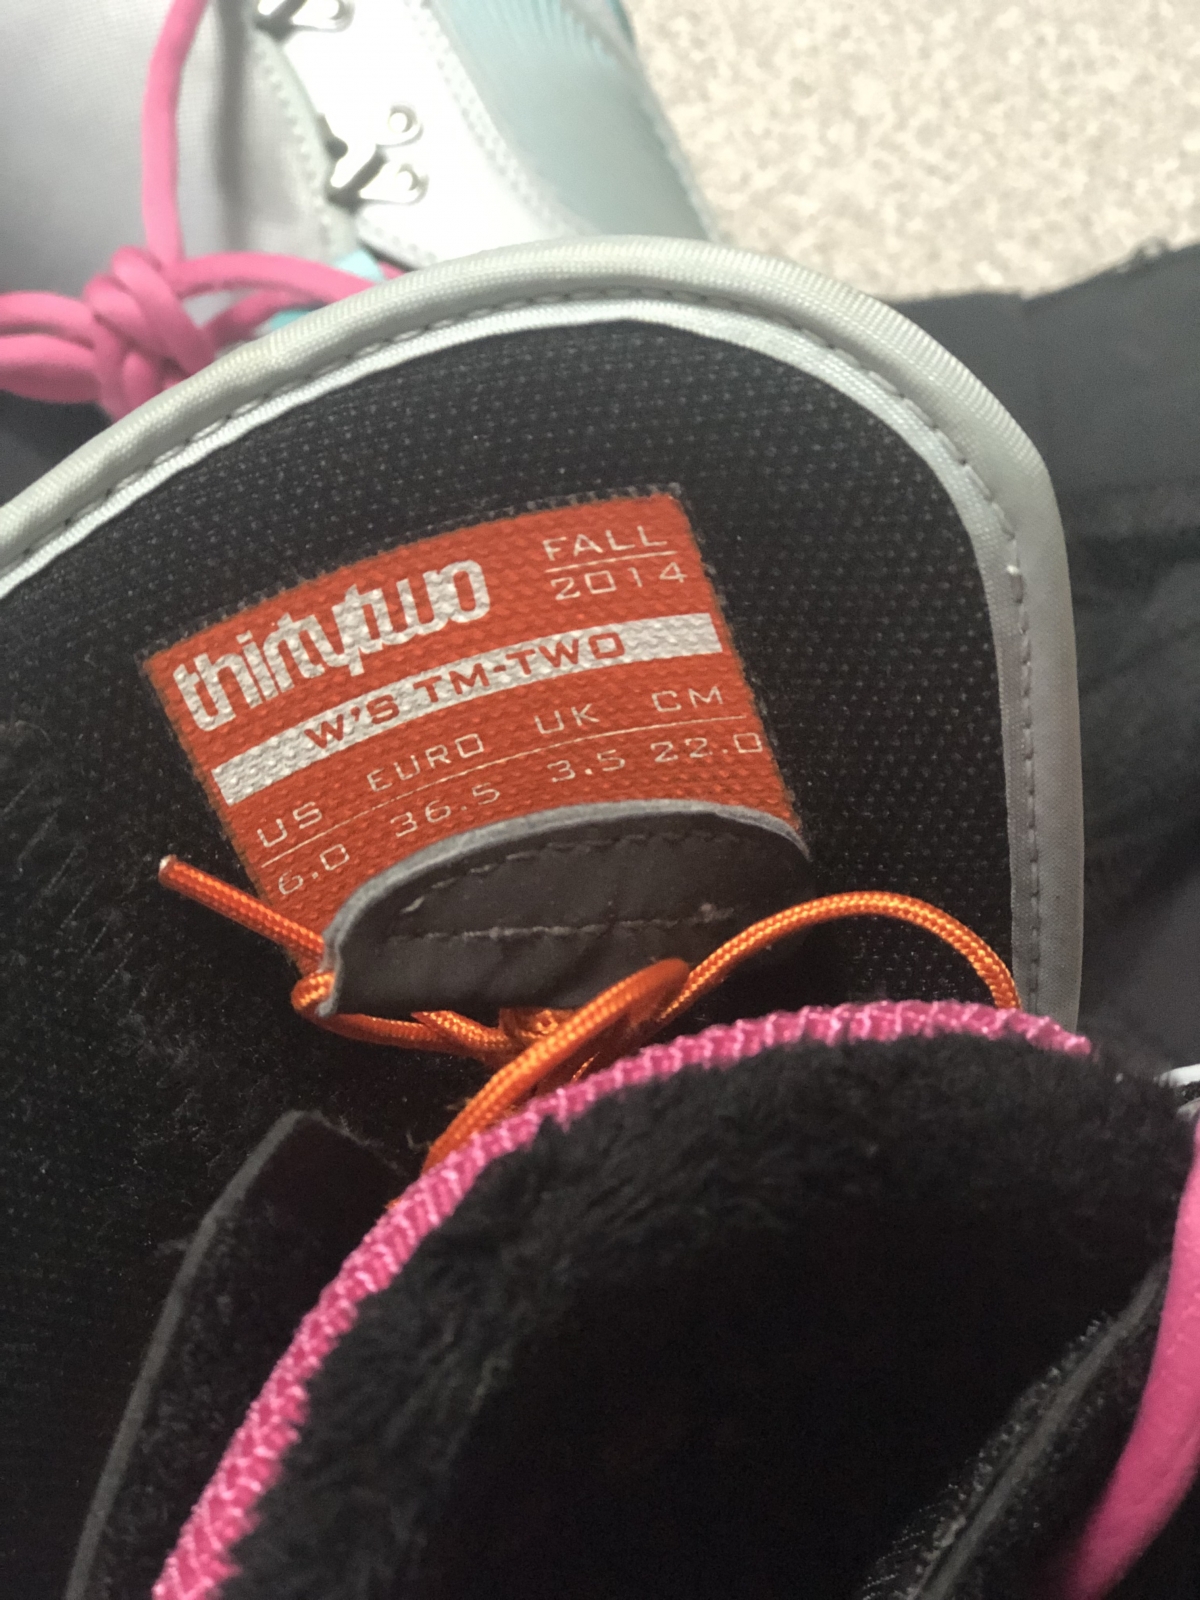 thirtytwo
FALL
2014
W'S TM-TWO
US EURO UK CM
6.0 36.5 3.5 22.0